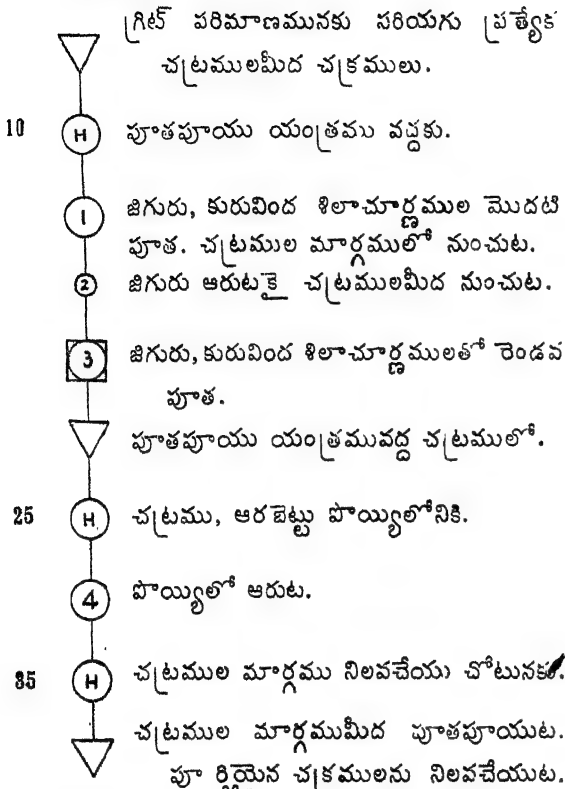 గ్రిట్ పరిమాణమునకు సరియగు ప్రత్యేక
చట్రములమీద చక్రములు.
10 H పూతపూయు యంత్రము వద్దకు.
1 జిగురు, కురువింద శిలాచూర్ణముల మొదటి
పూత. చట్రముల మార్గములో నుంచుట.
2 జిగురు ఆరుటకై చట్రములమీద నుంచుట.
3 జిగురు, కురువింద శిలాచూర్ణములతో రెండవ
పూత.
పూతపూయు యంత్రమువద్ద చట్రములో.
25 H చట్రము, ఆరబెట్టు పొయ్యిలోనికి.
4 పొయ్యిలో ఆరుట.
35 H చట్రముల మార్గము నిలవచేయు చోటునకు.
చట్రముల మార్గముమీద పూతపూయుట.
పూర్తియైన చక్రములను నిలవచేయుట.